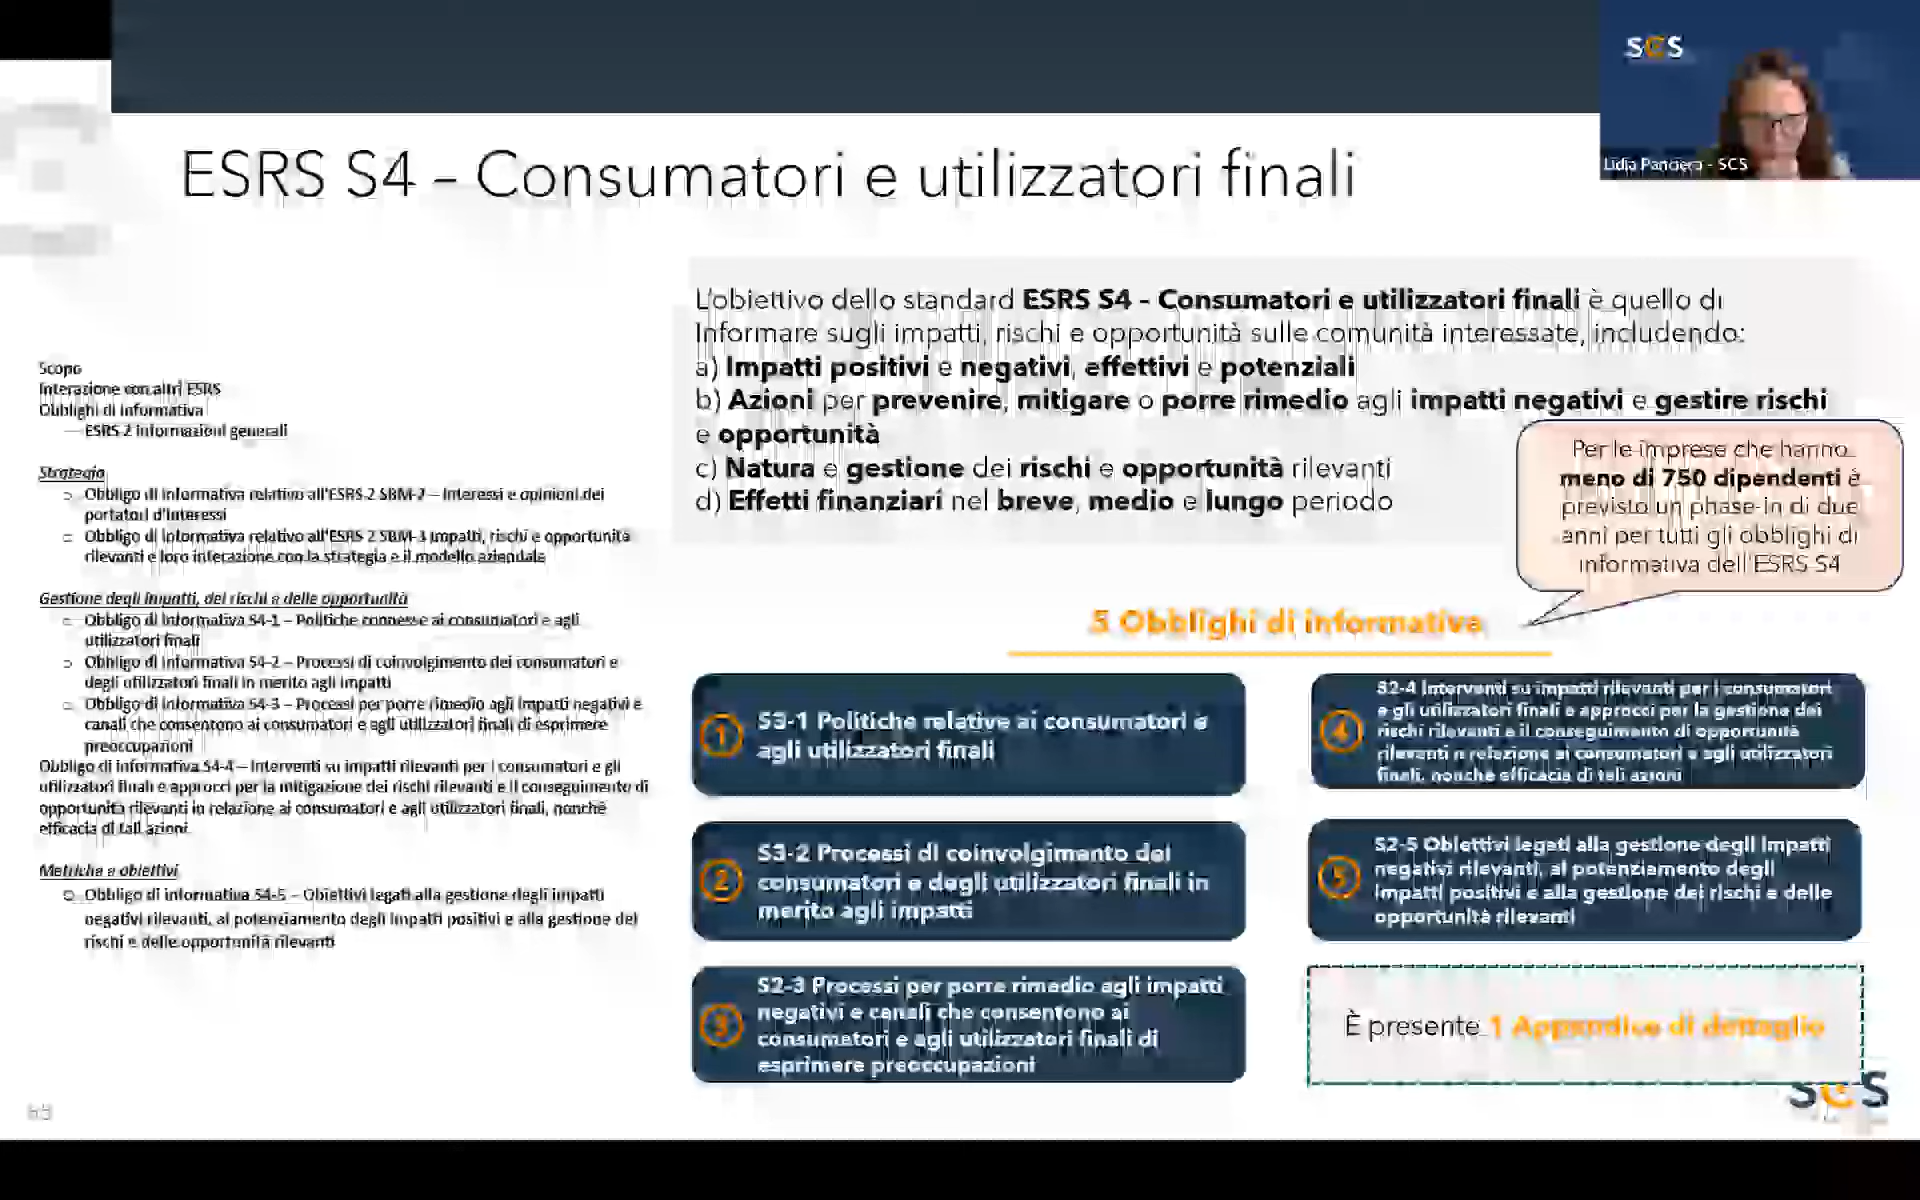 SCS
Lidia Panciera - SCS
ESRS S4 – Consumatori e utilizzatori finali
Scopo
Interazione con altri ESRS
Obblighi di informativa
— ESRS 2 Informazioni generali
Strategia
○ Obbligo di informativa relativo all'ESRS 2 SBM-2 – Interessi e opinioni dei
portatori d'interessi
○ Obbligo di informativa relativo all'ESRS 2 SBM-3 Impatti, rischi e opportunità
rilevanti e loro interazione con la strategia e il modello aziendale
Gestione degli impatti, dei rischi e delle opportunità
○ Obbligo di informativa S4-1 – Politiche connesse ai consumatori e agli
utilizzatori finali
○ Obbligo di informativa S4-2 – Processi di coinvolgimento dei consumatori e
degli utilizzatori finali in merito agli impatti
○ Obbligo di informativa S4-3 – Processi per porre rimedio agli impatti negativi e
canali che consentono ai consumatori e agli utilizzatori finali di esprimere
preoccupazioni
Obbligo di informativa S4-4 – Interventi su impatti rilevanti per i consumatori e gli
utilizzatori finali e approcci per la mitigazione dei rischi rilevanti e il conseguimento di
opportunità rilevanti in relazione ai consumatori e agli utilizzatori finali, nonché
efficacia di tali azioni
Metriche e obiettivi
○ Obbligo di informativa S4-5 – Obiettivi legati alla gestione degli impatti
negativi rilevanti, al potenziamento degli impatti positivi e alla gestione dei
rischi e delle opportunità rilevanti
L'obiettivo dello standard ESRS S4 - Consumatori e utilizzatori finali è quello di
Informare sugli impatti, rischi e opportunità sulle comunità interessate, includendo:
a) Impatti positivi e negativi, effettivi e potenziali
b) Azioni per prevenire, mitigare o porre rimedio agli impatti negativi e gestire rischi
e opportunità
c) Natura e gestione dei rischi e opportunità rilevanti
d) Effetti finanziari nel breve, medio e lungo periodo
Per le imprese che hanno
meno di 750 dipendenti è
previsto un phase-in di due
anni per tutti gli obblighi di
informativa dell'ESRS S4
5 Obblighi di informativa
1 S3-1 Politiche relative ai consumatori e
agli utilizzatori finali
2 S3-2 Processi di coinvolgimento dei
consumatori e degli utilizzatori finali in
merito agli impatti
3 S2-3 Processi per porre rimedio agli impatti
negativi e canali che consentono ai
consumatori e agli utilizzatori finali di
esprimere preoccupazioni
4 S2-4 Interventi su impatti rilevanti per i consumatori
e gli utilizzatori finali e approcci per la gestione dei
rischi rilevanti e il conseguimento di opportunità
rilevanti n relazione ai consumatori e agli utilizzatori
finali, nonché efficacia di tali azioni
5 S2-5 Obiettivi legati alla gestione degli impatti
negativi rilevanti, al potenziamento degli
impatti positivi e alla gestione dei rischi e delle
opportunità rilevanti
È presente 1 Appendice di dettaglio
SCS